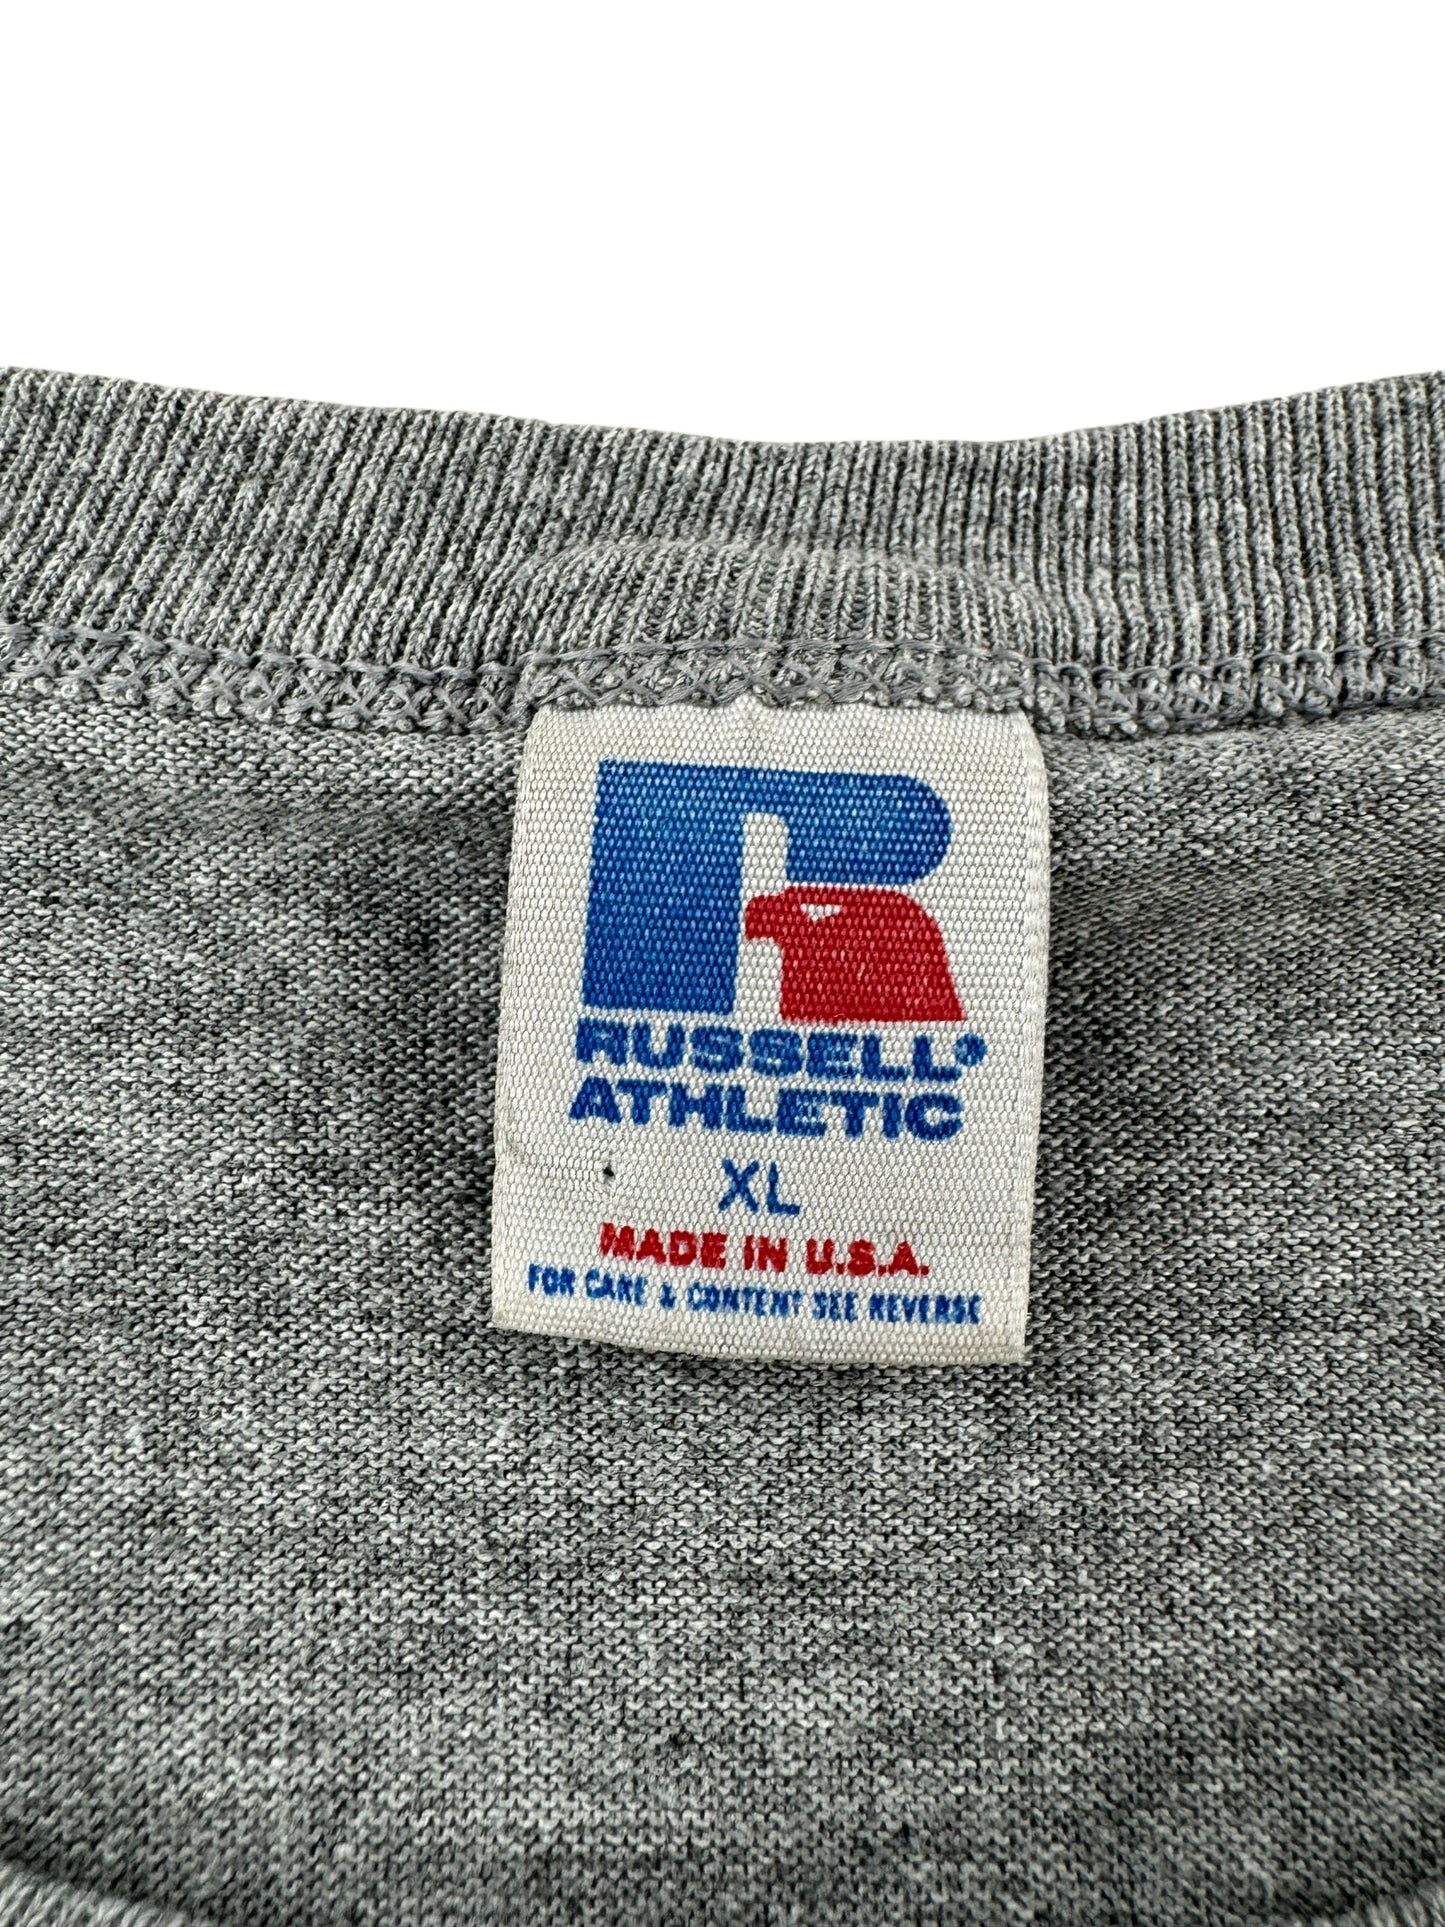 R
RUSSELL®
ATHLETIC
XL
MADE IN U.S.A.
FOR CARE & CONTENT SEE REVERSE